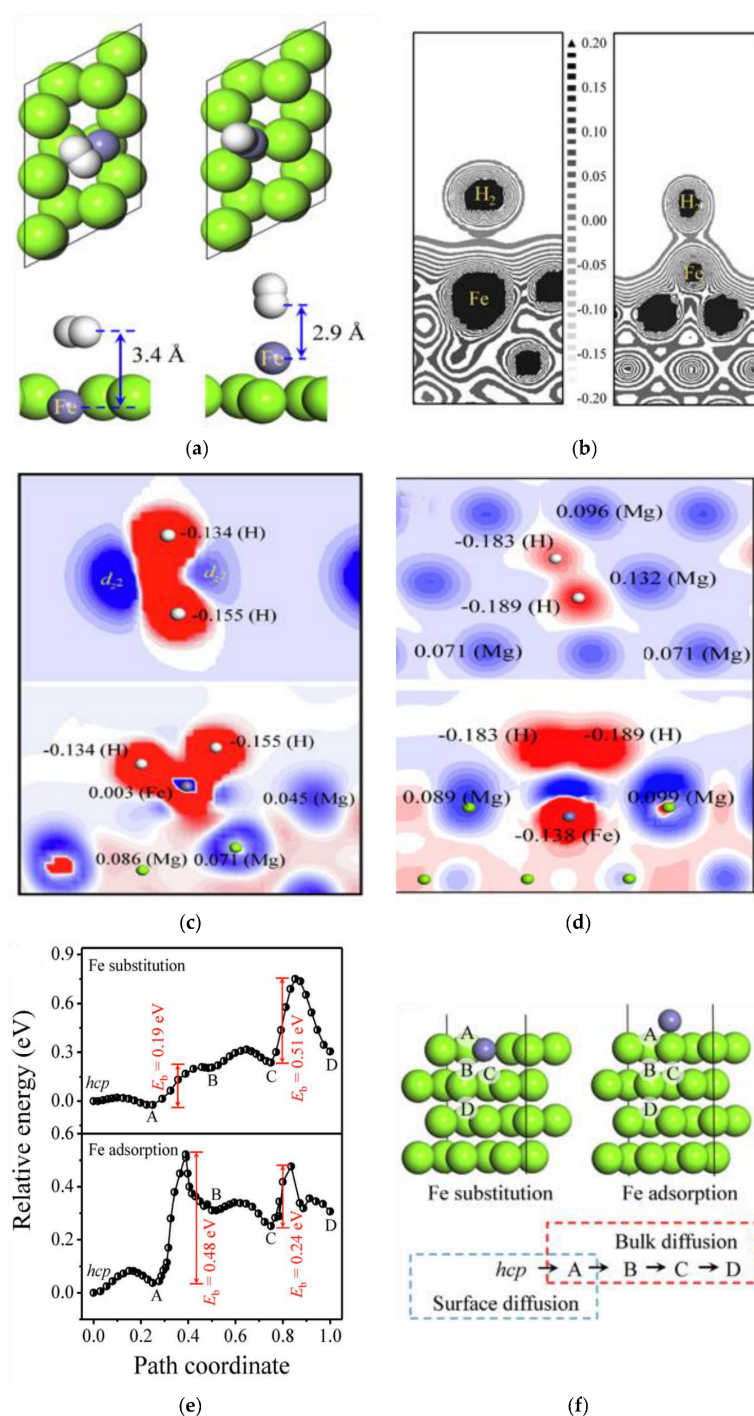 3.4 Å
Fe
2.9 Å
Fe
(a)
H2
Fe
H2
Fe
0.20
0.15
0.10
0.05
0.00
-0.05
-0.10
-0.15
-0.20
(b)
-0.134 (H)
dz2
dz2
-0.155 (H)
-0.134 (H)
-0.155 (H)
0.003 (Fe)
0.045 (Mg)
0.086 (Mg)
0.071 (Mg)
(c)
0.096 (Mg)
-0.183 (H)
0.132 (Mg)
-0.189 (H)
0.071 (Mg)
0.071 (Mg)
-0.183 (H)
-0.189 (H)
0.089 (Mg)
0.099 (Mg)
-0.138 (Fe)
(d)
Relative energy (eV)
0.9
0.6
0.3
0.0
Fe substitution
Eb = 0.19 eV
Eb = 0.51 eV
hcp
A
B
C
D
0.6
0.3
0.0
Fe adsorption
Eb = 0.48 eV
Eb = 0.24 eV
hcp
A
B
C
D
0.0 0.2 0.4 0.6 0.8 1.0
Path coordinate
(e)
A
B C
D
Fe substitution
A
B C
D
Fe adsorption
Bulk diffusion
hcp → A → B → C → D
Surface diffusion
(f)